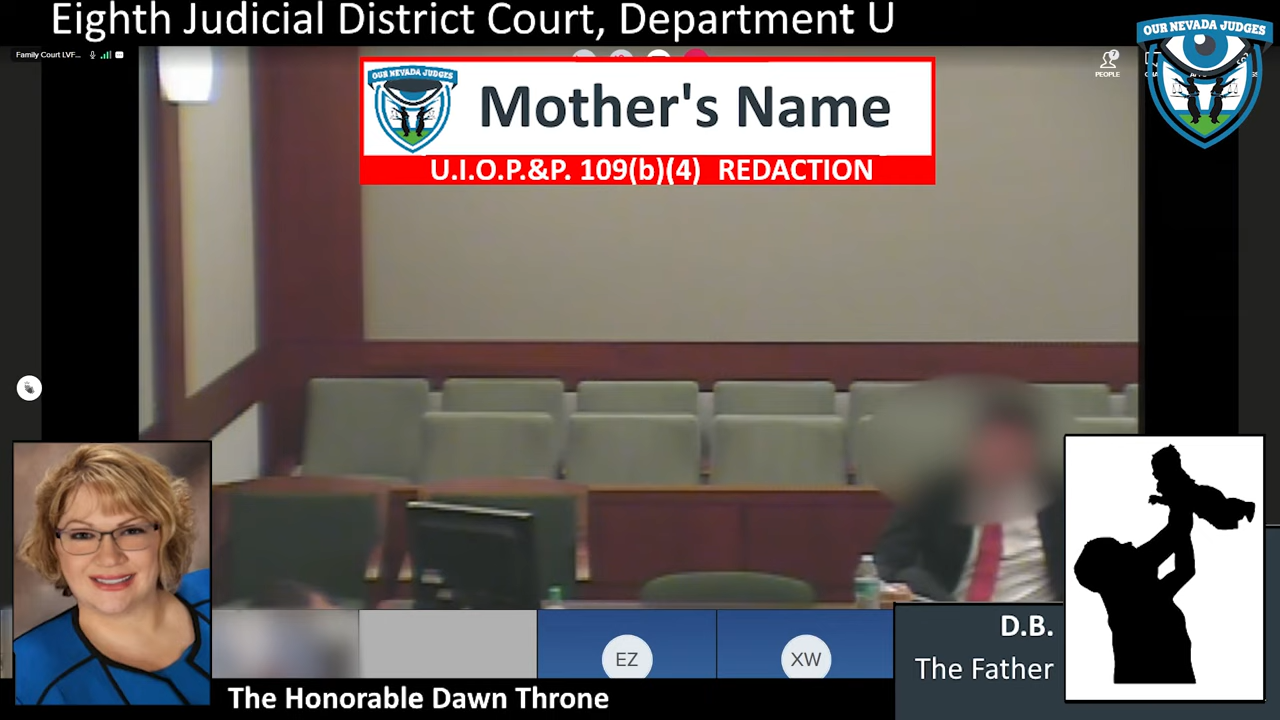 Eighth Judicial District Court, Department U
OUR NEVADA JUDGES
Family Court LVF...
PEOPLE
OUR NEVADA JUDGES
Mother's Name
U.I.O.P.&P. 109(b)(4) REDACTION
EZ
XW
D.B.
The Father
The Honorable Dawn Throne